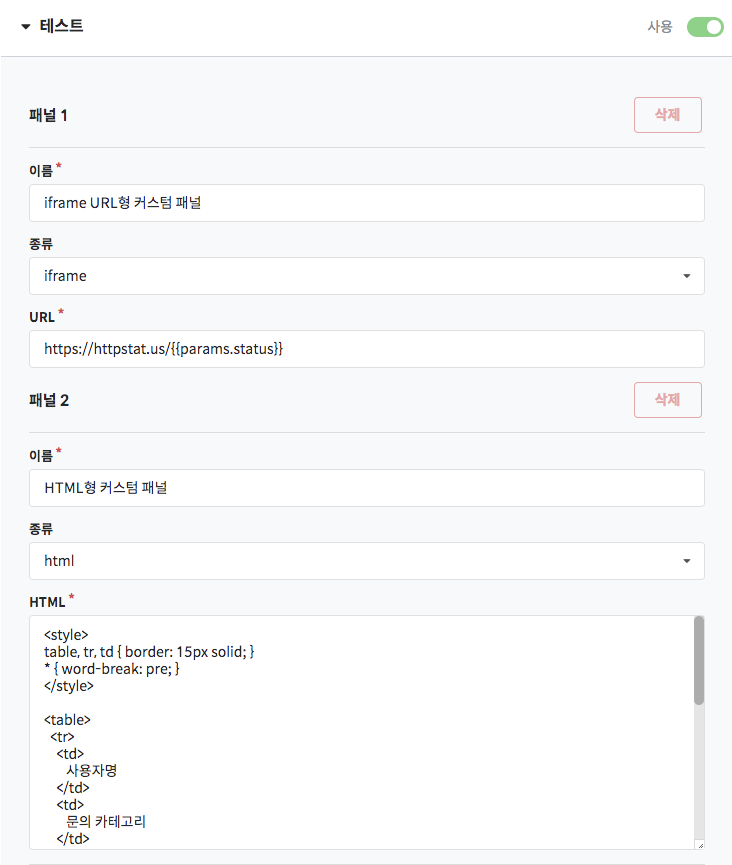 테스트 사용
패널 1 삭제
이름 *
iframe URL형 커스텀 패널
종류
iframe
URL *
https://httpstat.us/{{params.status}}
패널 2 삭제
이름 *
HTML형 커스텀 패널
종류
html
HTML *
<style>
table, tr, td { border: 15px solid; }
* { word-break: pre; }
</style>
<table>
<tr>
<td>
사용자명
</td>
<td>
문의 카테고리
</td>